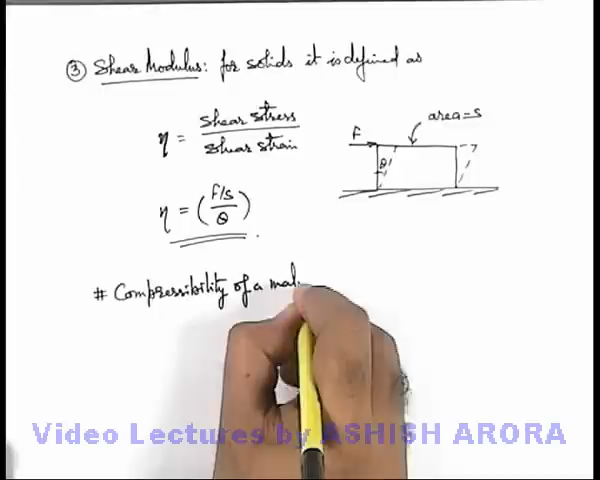 ③ Shear Modulus: for solids it is defined as
η = shear stress / shear strain
F
area=S
θ
η = (F/S / θ)
# Compressibility of a mat
Video Lectures by ASHISH ARORA